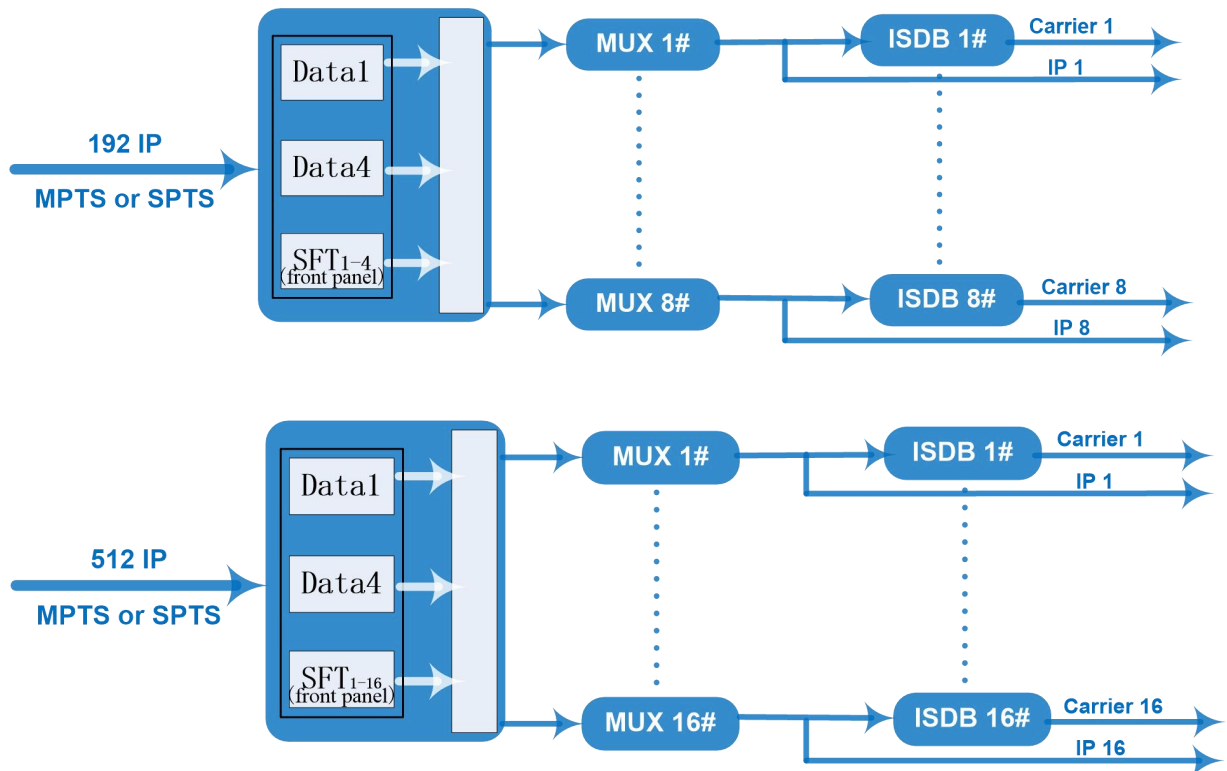 MUX 1#
ISDB 1#
Carrier 1
IP 1
Data1
192 IP
MPTS or SPTS
Data4
SFT1-4
(front panel)
MUX 8#
ISDB 8#
Carrier 8
IP 8
MUX 1#
ISDB 1#
Carrier 1
IP 1
Data1
512 IP
MPTS or SPTS
Data4
SFT1-16
(front panel)
MUX 16#
ISDB 16#
Carrier 16
IP 16